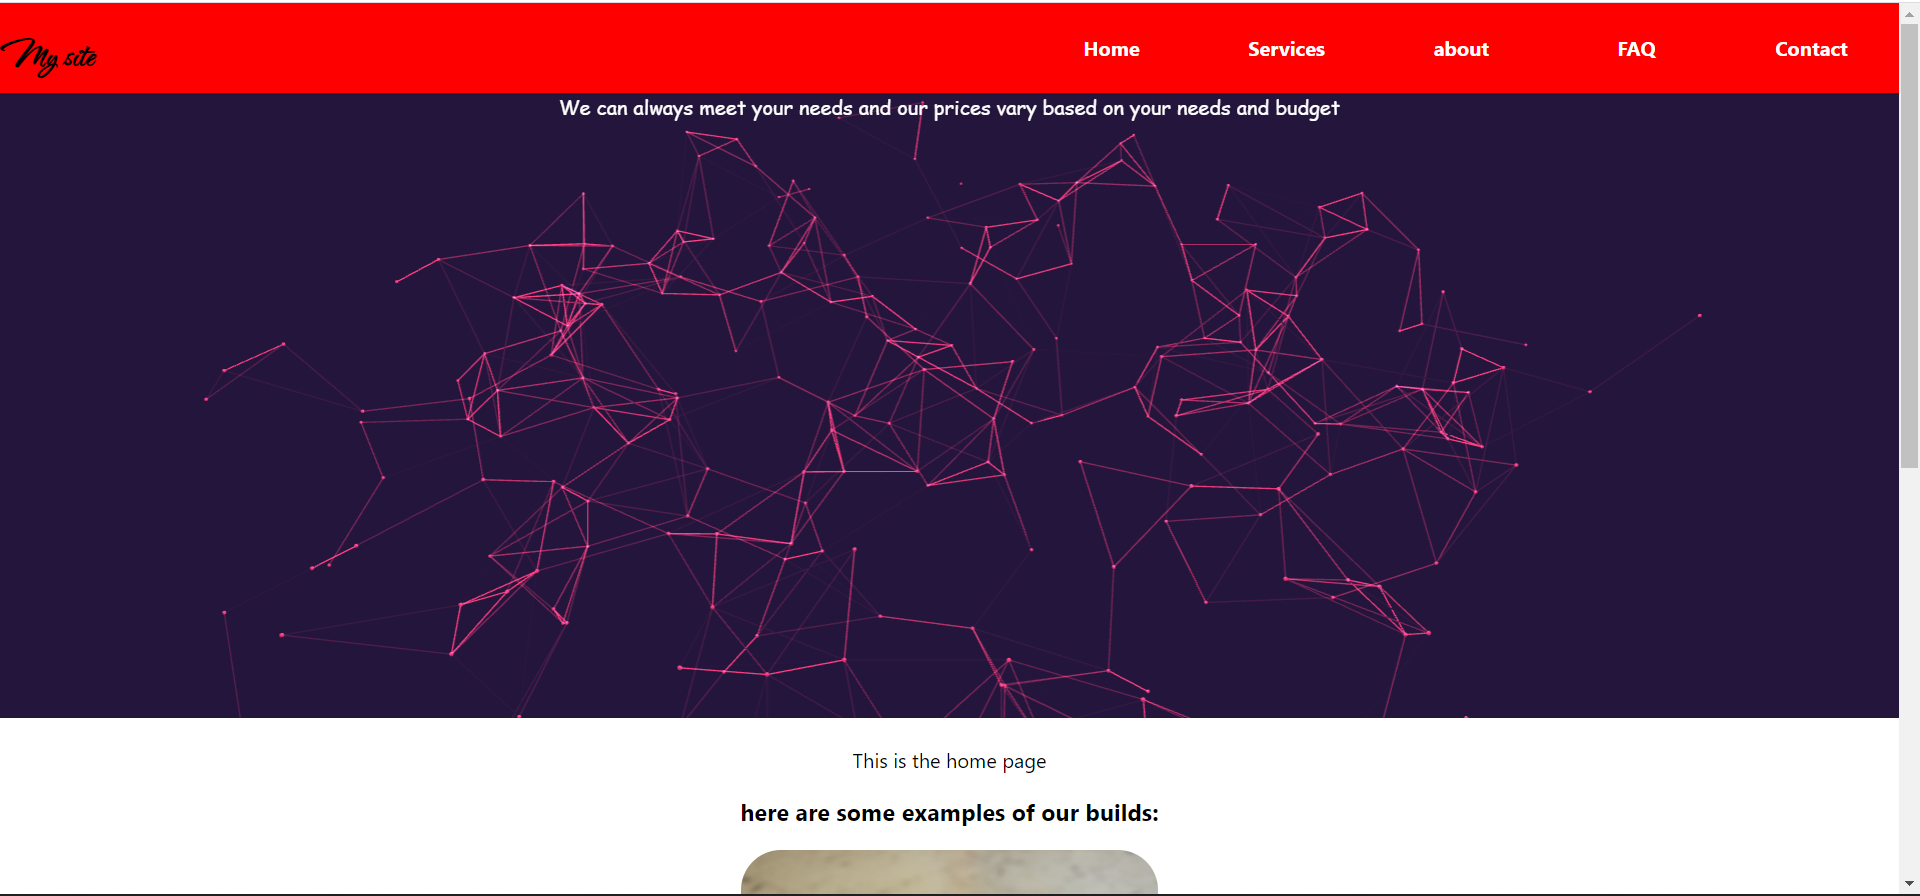 My site
Home Services about FAQ Contact
We can always meet your needs and our prices vary based on your needs and budget
This is the home page
here are some examples of our builds: